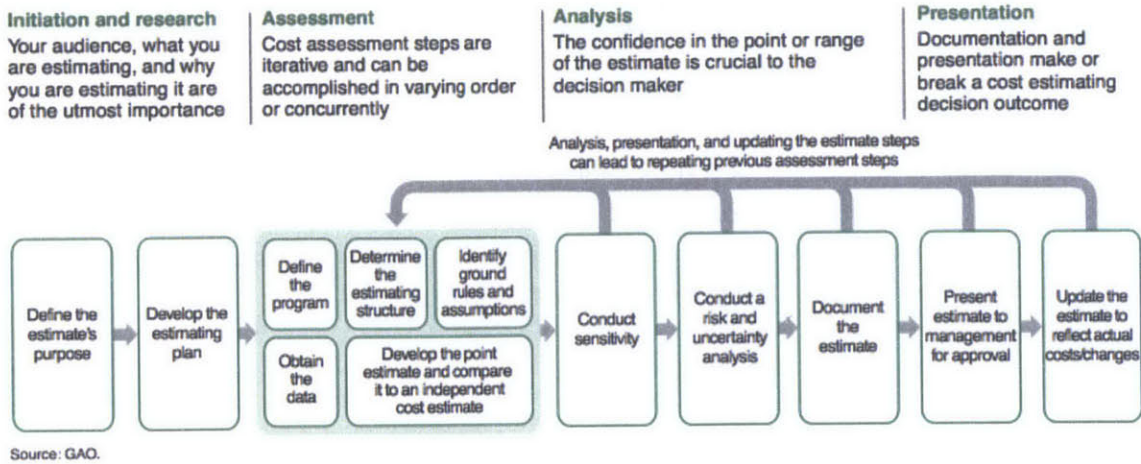 Initiation and research
Your audience, what you
are estimating, and why
you are estimating it are
of the utmost importance
Assessment
Cost assessment steps are
iterative and can be
accomplished in varying order
or concurrently
Analysis
The confidence in the point or range
of the estimate is crucial to the
decision maker
Presentation
Documentation and
presentation make or
break a cost estimating
decision outcome
Analysis, presentation, and updating the estimate steps
can lead to repeating previous assessment steps
Define the
estimate's
purpose
Develop the
estimating
plan
Define
the
program
Determine
the
estimating
structure
Identify
ground
rules and
assumptions
Obtain
the
data
Develop the point
estimate and compare
it to an independent
cost estimate
Conduct
sensitivity
Conduct a
risk and
uncertainty
analysis
Document
the
estimate
Present
estimate to
management
for approval
Update the
estimate to
reflect actual
costs/changes
Source: GAO.